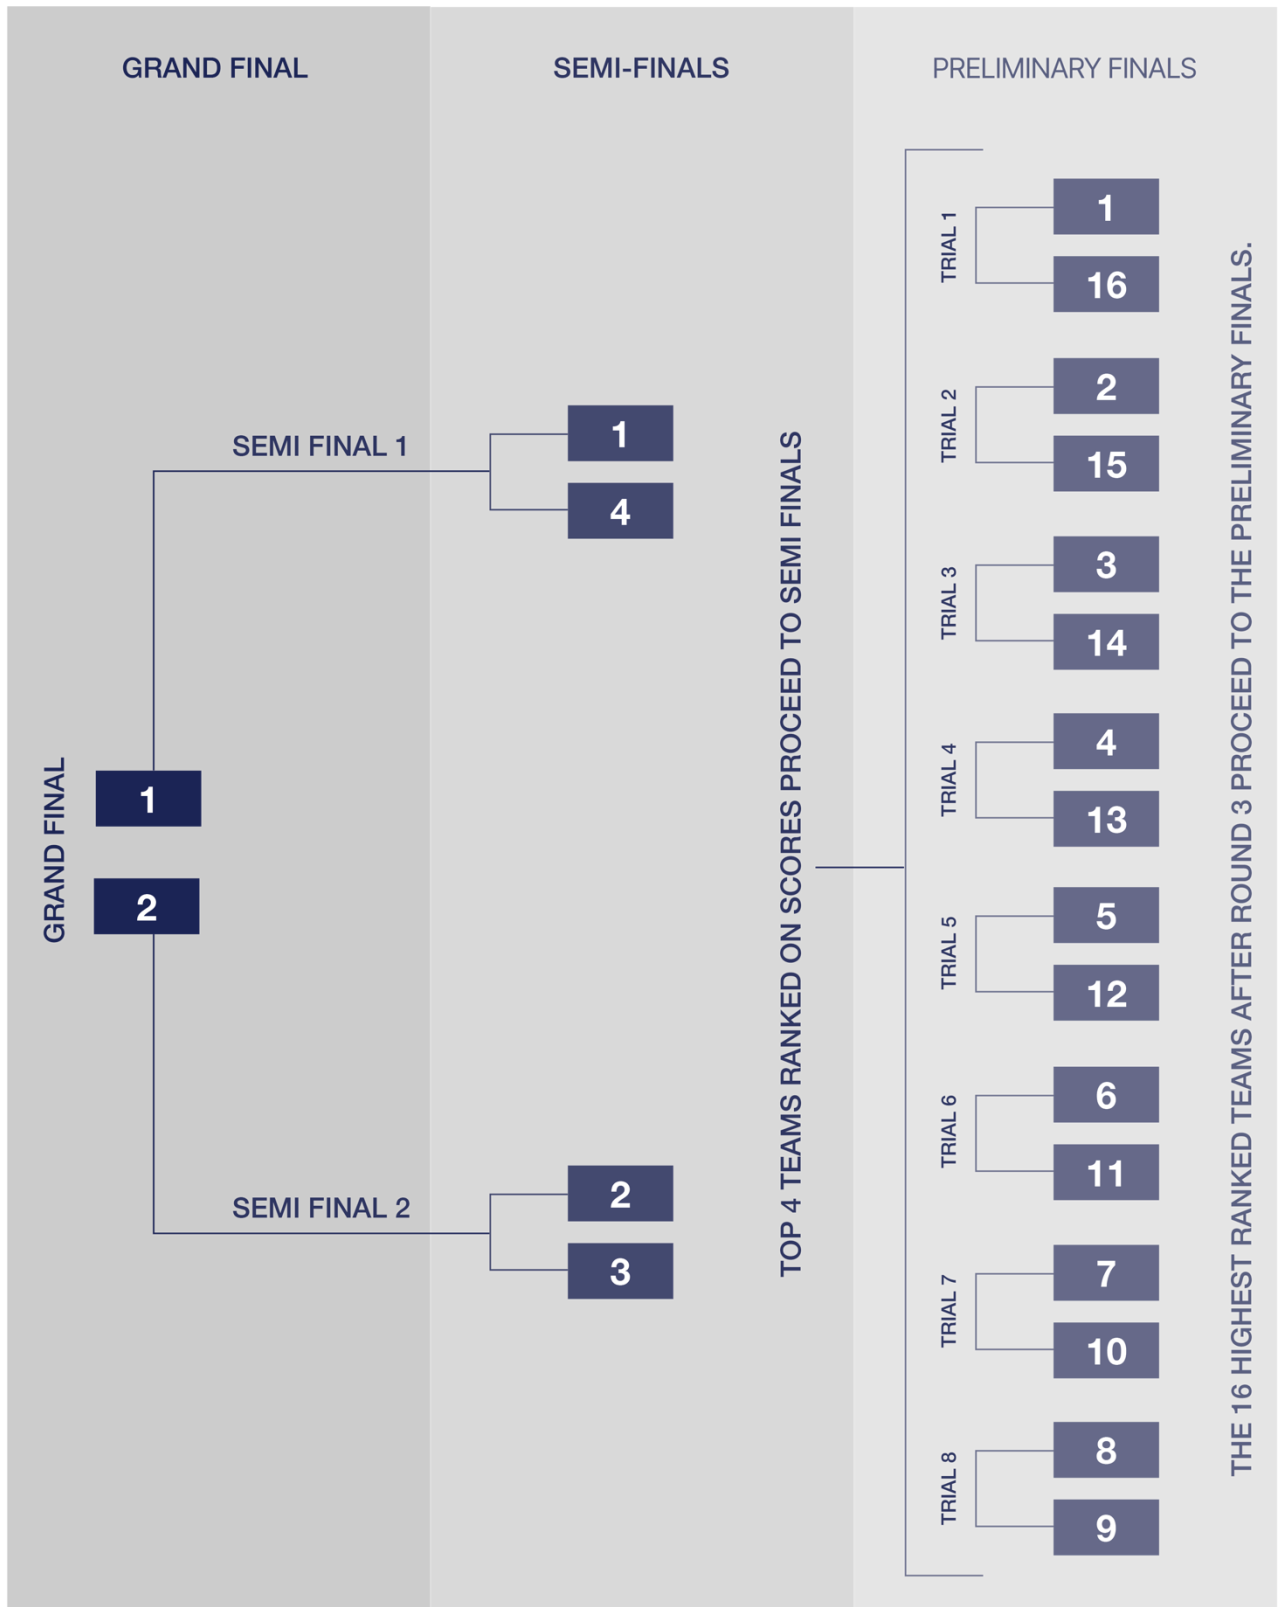 GRAND FINAL
SEMI-FINALS
PRELIMINARY FINALS
GRAND FINAL
1
2
SEMI FINAL 1
1
4
SEMI FINAL 2
2
3
TOP 4 TEAMS RANKED ON SCORES PROCEED TO SEMI FINALS
TRIAL 1
1
16
TRIAL 2
2
15
TRIAL 3
3
14
TRIAL 4
4
13
TRIAL 5
5
12
TRIAL 6
6
11
TRIAL 7
7
10
TRIAL 8
8
9
THE 16 HIGHEST RANKED TEAMS AFTER ROUND 3 PROCEED TO THE PRELIMINARY FINALS.